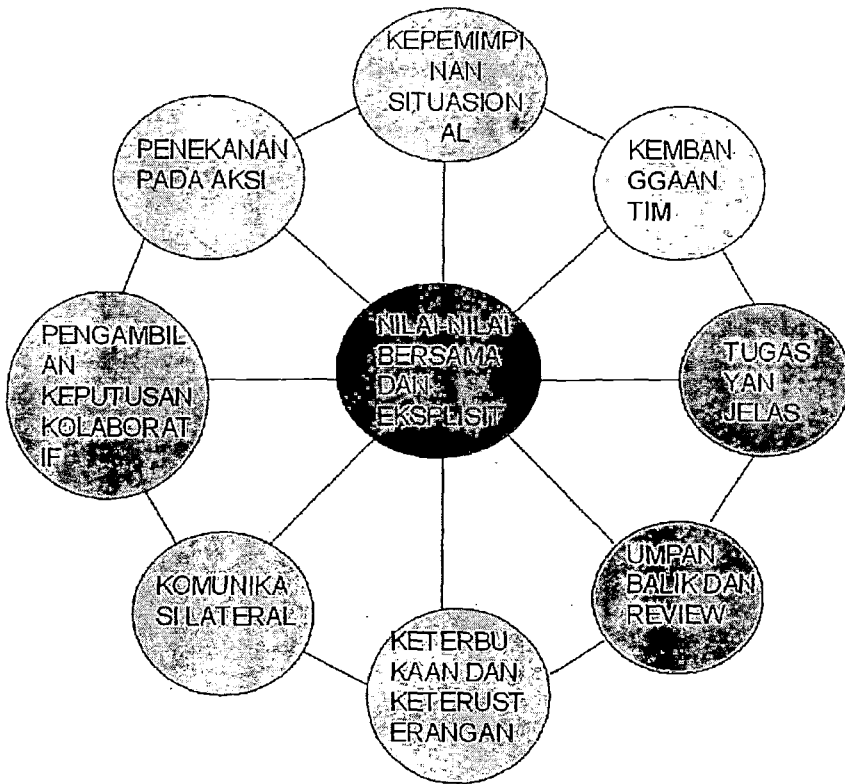 KEPEMIMPI
NAN
SITUASION
AL
PENEKANAN
PADA AKSI
KEMBAN
GGAAN
TIM
PENGAMBIL
AN
KEPUTUSAN
KOLABORAT
IF
NILAI-NILAI
BERSAMA
DAN
EKSPLISIT
TUGAS
YAN
JELAS
KOMUNIKA
SI LATERAL
UMPAN
BALIK DAN
REVIEW
KETERBU
KAAN DAN
KETERUST
ERANGAN